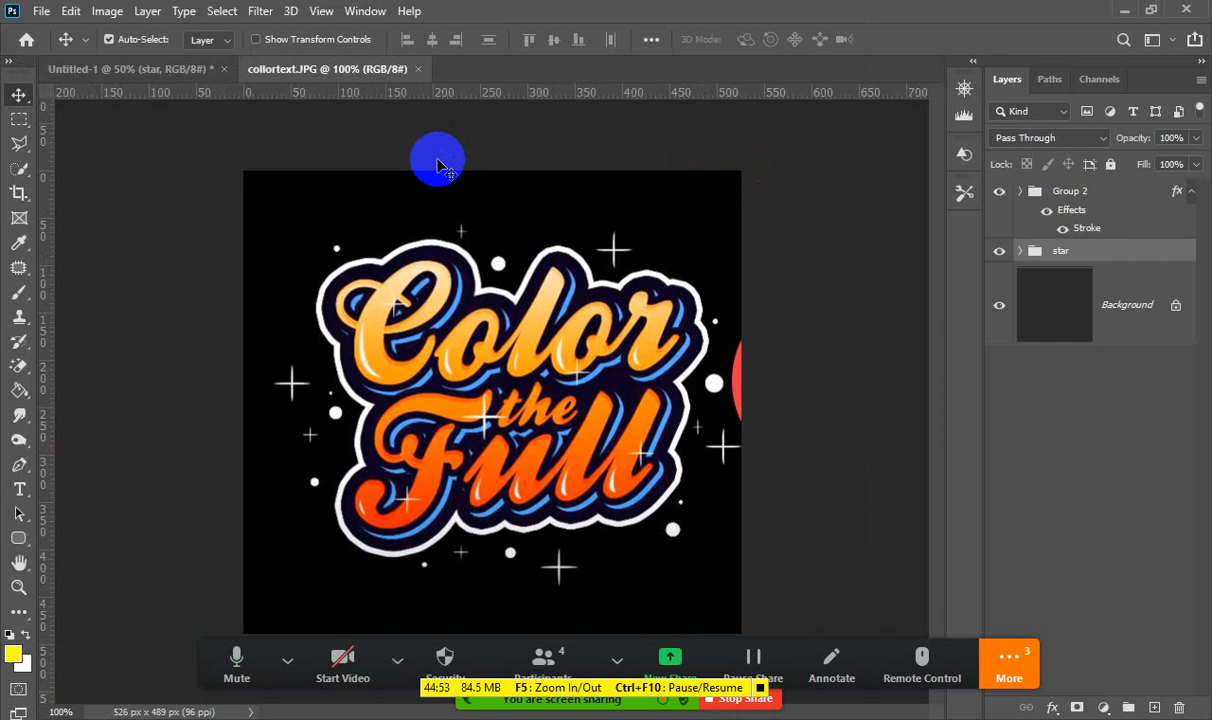 Ps File Edit Image Layer Type Select Filter 3D View Window Help
Auto-Select: Layer Show Transform Controls 3D Mode:
Untitled-1 @ 50% (star, RGB/8#) * × collortext.JPG @ 100% (RGB/8#) ×
200 150 100 50 0 50 100 150 200 250 300 350 400 450 500 550 600 650 700
Layers Paths Channels
Kind
Pass Through Opacity: 100%
Lock: Fill: 100%
Group 2 fx
Effects
Stroke
star
Background
Color
the
Full
4
3
Mute Start Video Security Participants New Share Pause Share Annotate Remote Control More
44:53 84.5 MB F5: Zoom In/Out Ctrl+F10: Pause/Resume
You are screen sharing Stop Share
100% 526 px x 489 px (96 ppi)